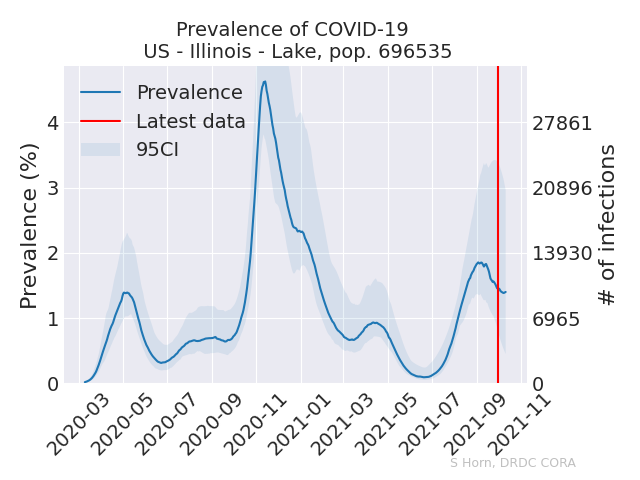 Prevalence of COVID-19
US - Illinois - Lake, pop. 696535
Prevalence
Latest data
95CI
Prevalence (%)
4
3
2
1
0
27861
20896
13930
6965
0
# of infections
2020-03
2020-05
2020-07
2020-09
2020-11
2021-01
2021-03
2021-05
2021-07
2021-09
2021-11
S Horn, DRDC CORA